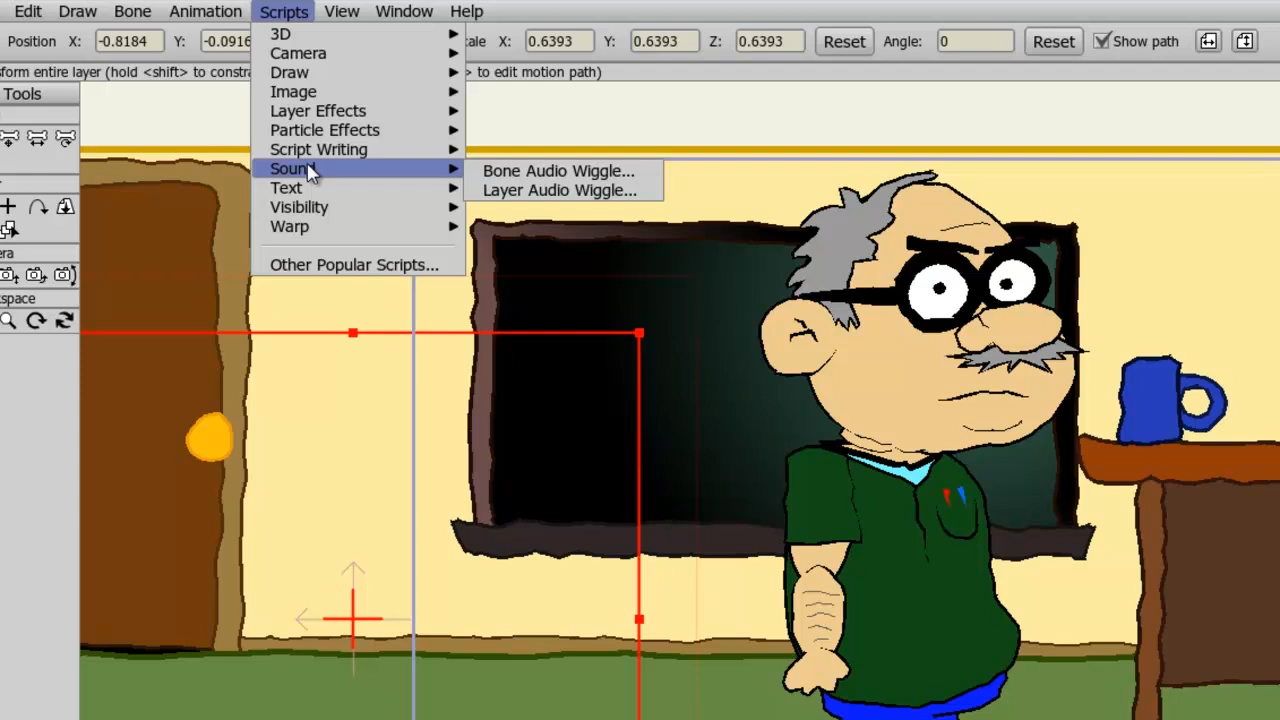 Edit Draw Bone Animation Scripts View Window Help
Position X: -0.8184 Y: -0.0916 cale X: 0.6393 Y: 0.6393 Z: 0.6393 Reset Angle: 0 Reset Show path
sform entire layer (hold <shift> to constra > to edit motion path)
Tools
3D
Camera
Draw
Image
Layer Effects
Particle Effects
Script Writing
Sound
Bone Audio Wiggle...
Layer Audio Wiggle...
Text
Visibility
Warp
Other Popular Scripts...
era
space